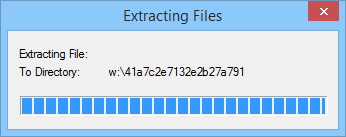 Extracting Files
Extracting File:
To Directory: w:\41a7c2e7132e2b27a791